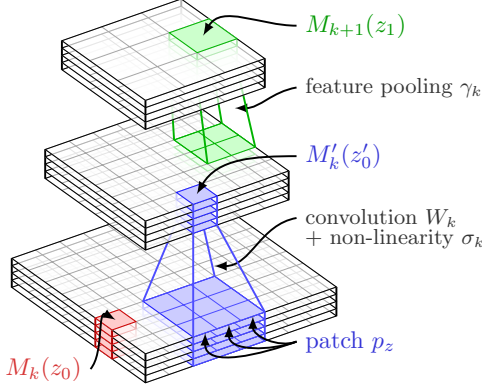 M_{k+1}(z_1)
feature pooling γ_k
M'_k(z'_0)
convolution W_k
+ non-linearity σ_k
patch p_z
M_k(z_0)